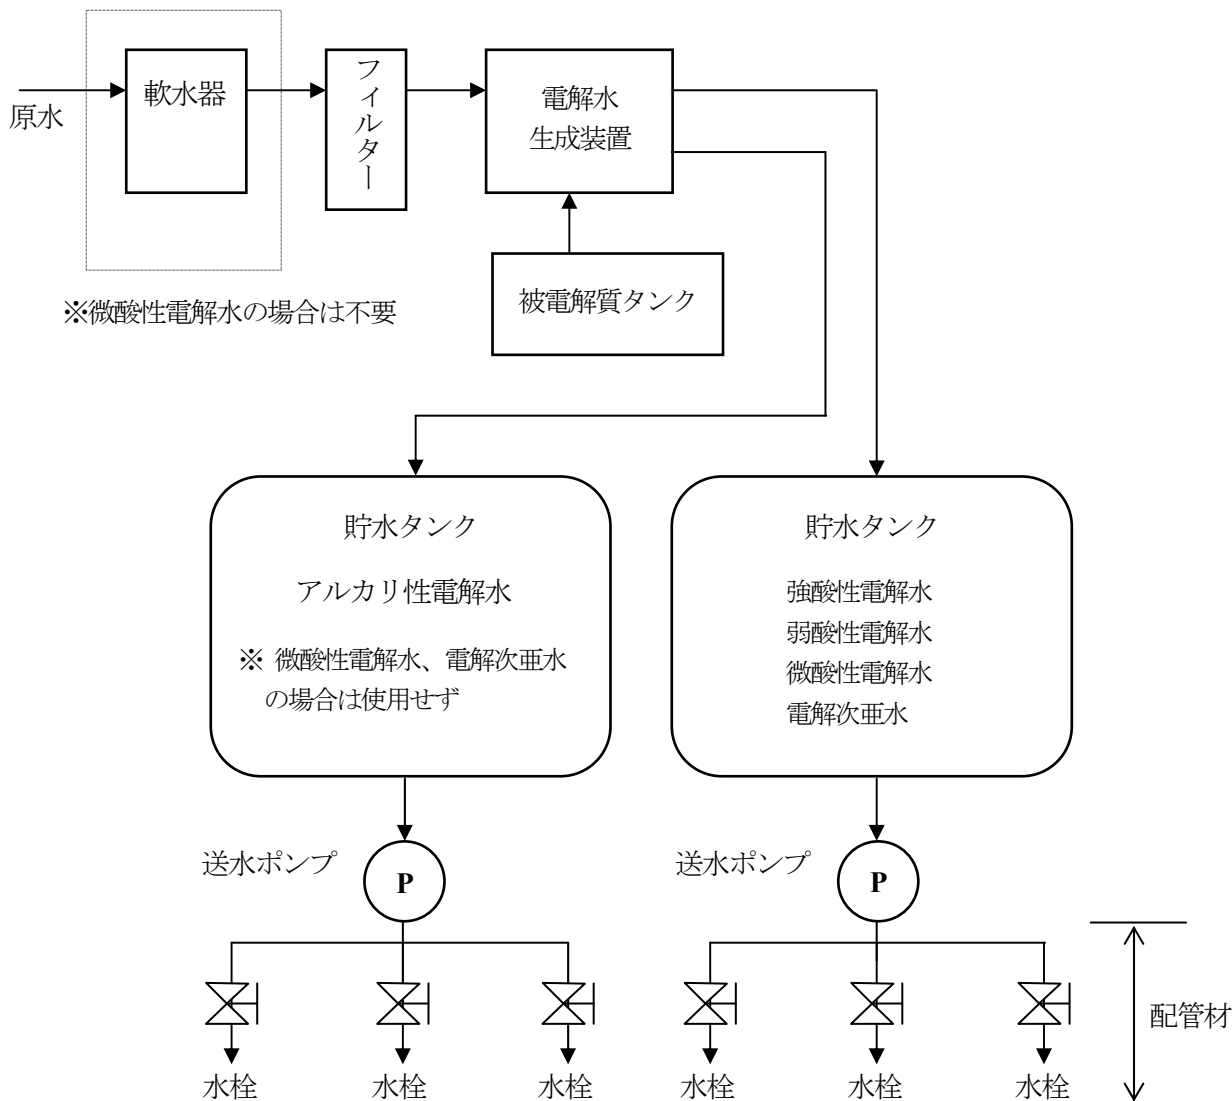 原水
軟水器
フィルター
電解水
生成装置
被電解質タンク
※微酸性電解水の場合は不要
貯水タンク
アルカリ性電解水
※ 微酸性電解水、電解次亜水
の場合は使用せず
貯水タンク
強酸性電解水
弱酸性電解水
微酸性電解水
電解次亜水
送水ポンプ
P
送水ポンプ
P
配管材
水栓
水栓
水栓
水栓
水栓
水栓